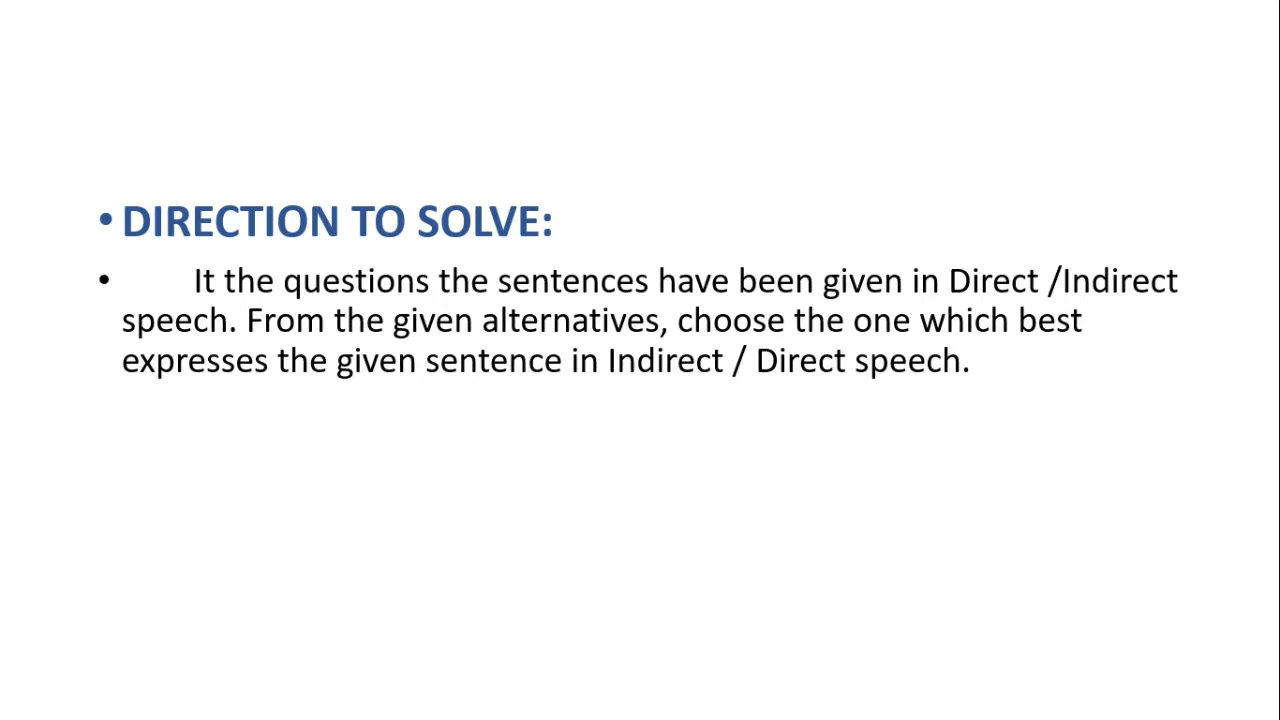 • DIRECTION TO SOLVE:
• It the questions the sentences have been given in Direct /Indirect
speech. From the given alternatives, choose the one which best
expresses the given sentence in Indirect / Direct speech.